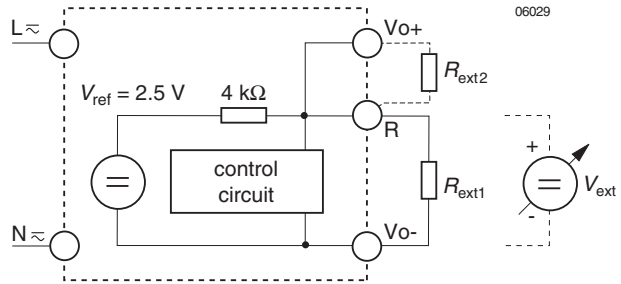 06029
L≂
Vo+
Rext2
Vref = 2.5 V
4 kΩ
R
control
circuit
Rext1
+
Vext
-
N≂
Vo-